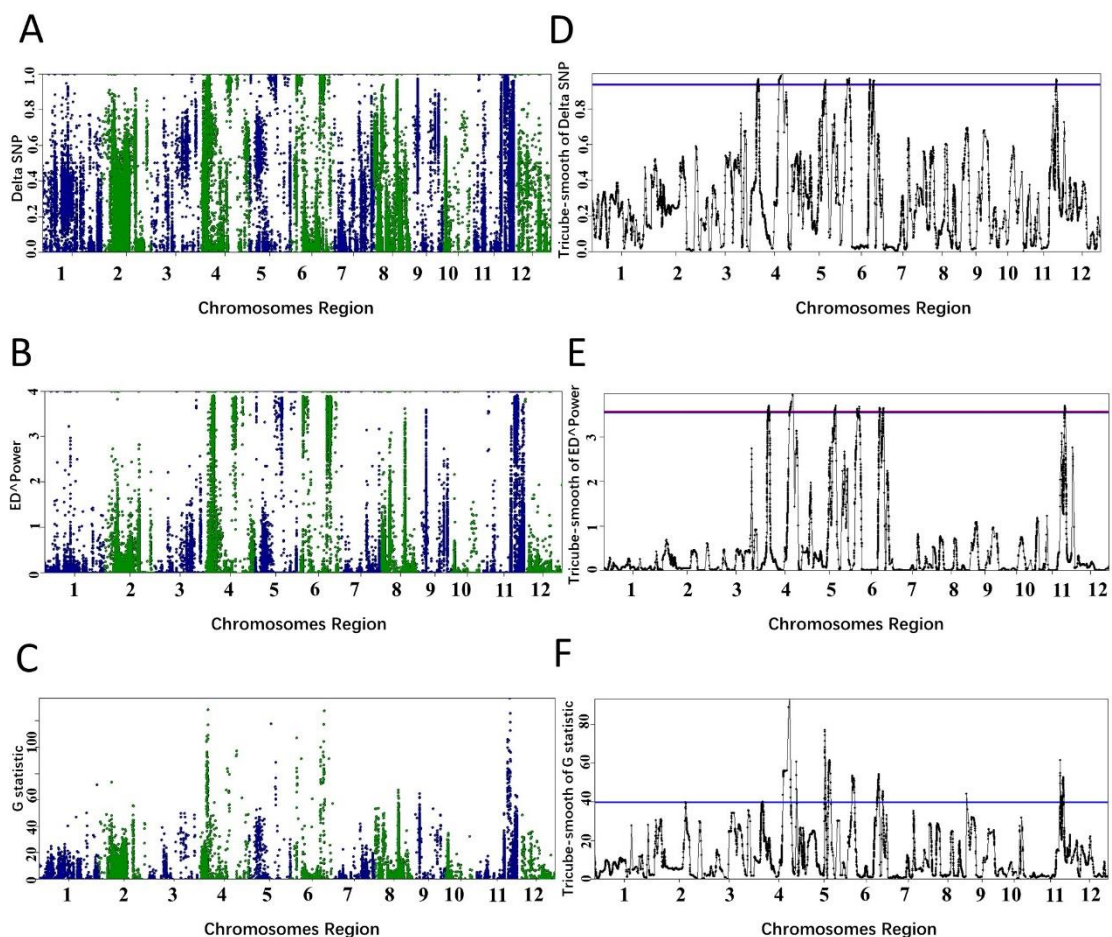 A
Delta SNP
1.0
0.8
0.6
0.4
0.2
0.0
1 2 3 4 5 6 7 8 9 10 11 12
Chromosomes Region
D
Tricube-smooth of Delta SNP
0.8
0.6
0.4
0.2
0.0
1 2 3 4 5 6 7 8 9 10 11 12
Chromosomes Region
B
ED^Power
4
3
2
1
0
1 2 3 4 5 6 7 8 9 10 11 12
Chromosomes Region
E
Tricube-smooth of ED^Power
3
2
1
0
1 2 3 4 5 6 7 8 9 10 11 12
Chromosomes Region
C
G statistic
100
60
40
20
0
1 2 3 4 5 6 7 8 9 10 11 12
Chromosomes Region
F
Tricube-smooth of G statistic
80
60
40
20
0
1 2 3 4 5 6 7 8 9 10 11 12
Chromosomes Region